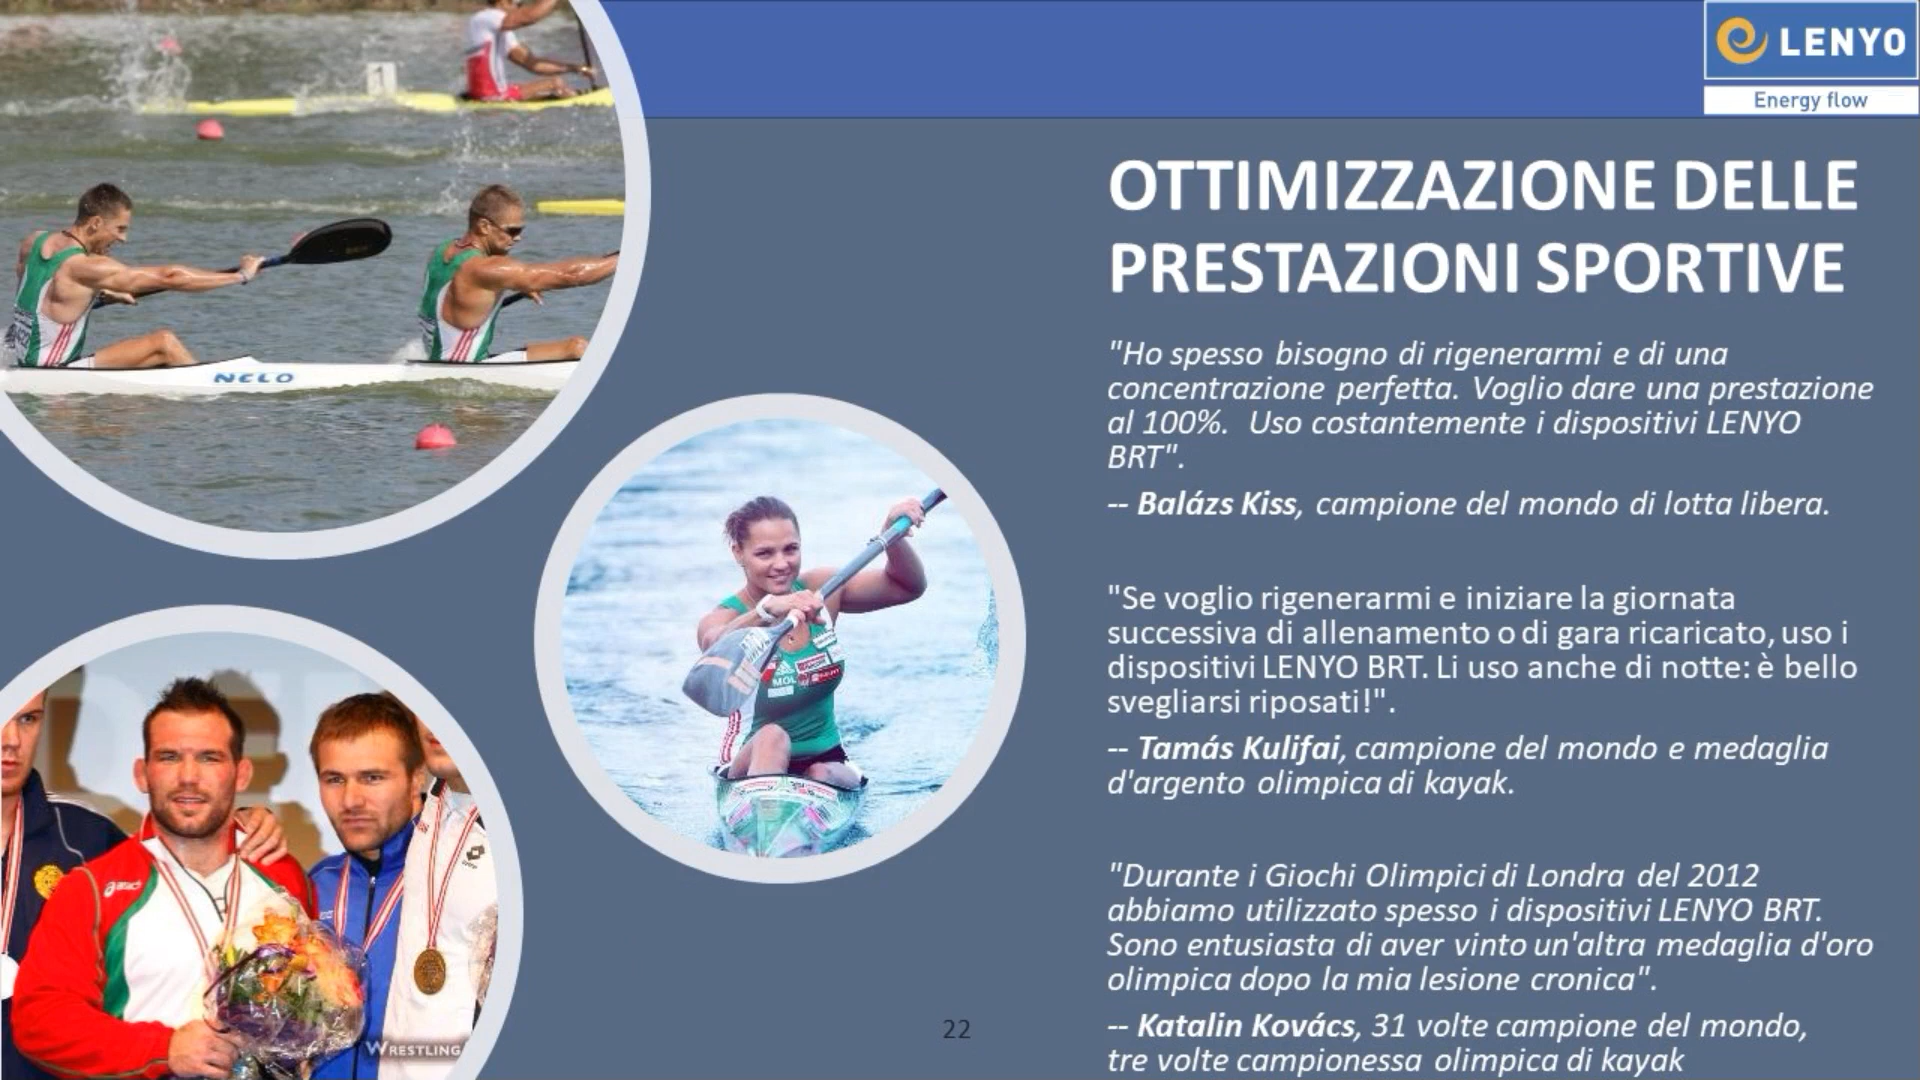 LENYO
Energy flow
OTTIMIZZAZIONE DELLE
PRESTAZIONI SPORTIVE
"Ho spesso bisogno di rigenerarmi e di una
concentrazione perfetta. Voglio dare una prestazione
al 100%. Uso costantemente i dispositivi LENYO
BRT".
-- Balázs Kiss, campione del mondo di lotta libera.
"Se voglio rigenerarmi e iniziare la giornata
successiva di allenamento o di gara ricaricato, uso i
dispositivi LENYO BRT. Li uso anche di notte: è bello
svegliarsi riposati!".
-- Tamás Kulifai, campione del mondo e medaglia
d'argento olimpica di kayak.
"Durante i Giochi Olimpici di Londra del 2012
abbiamo utilizzato spesso i dispositivi LENYO BRT.
Sono entusiasta di aver vinto un'altra medaglia d'oro
olimpica dopo la mia lesione cronica".
-- Katalin Kovács, 31 volte campione del mondo,
tre volte campionessa olimpica di kayak
22
1
NELO
MOL
asics
WRESTLING